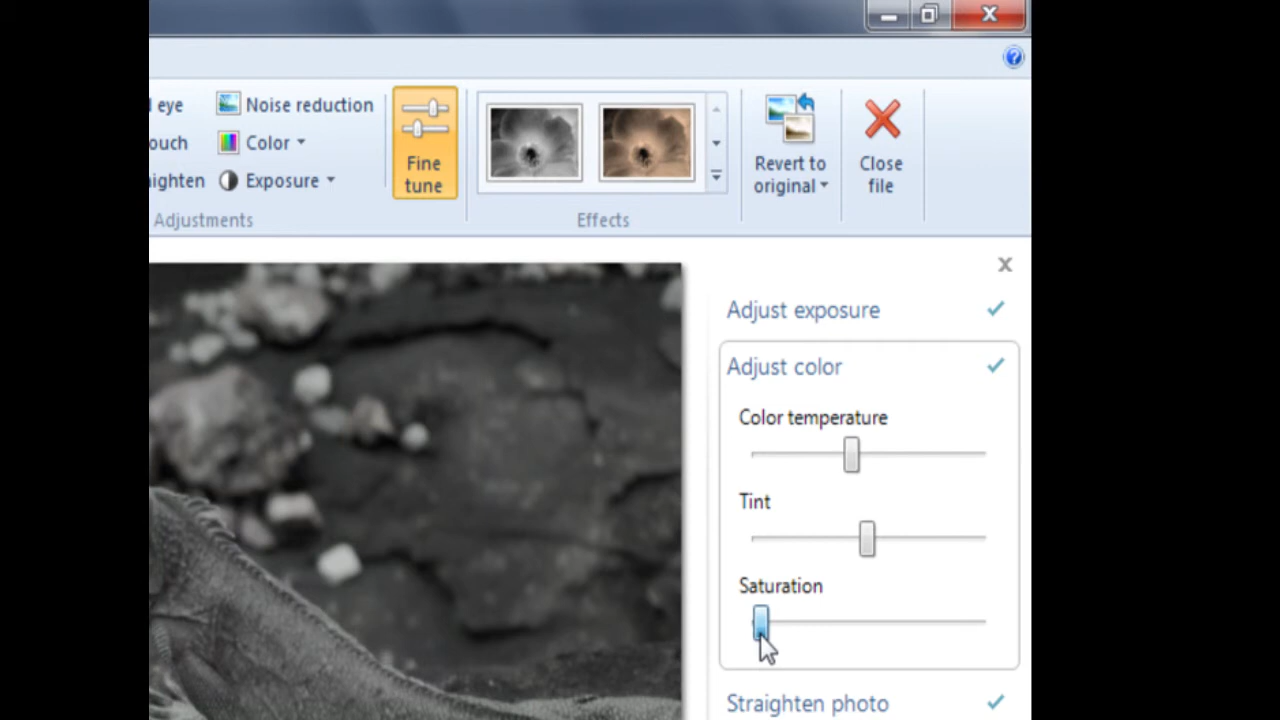 eye
Noise reduction
ouch
Color
Exposure
Fine
tune
Revert to
original
Close
file
Adjustments
Effects
Adjust exposure
Adjust color
Color temperature
Tint
Saturation
Straighten photo